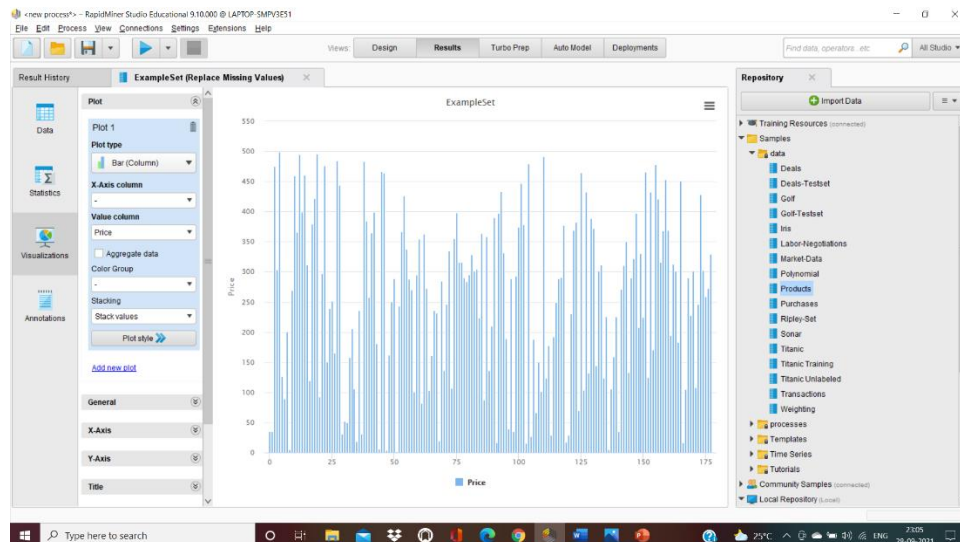 <new process*> – RapidMiner Studio Educational 9.10.000 @ LAPTOP-SMPV3E51
File Edit Process View Connections Settings Extensions Help
Views: Design Results Turbo Prep Auto Model Deployments Find data, operators...etc All Studio
Result History ExampleSet (Replace Missing Values)
Data
Statistics
Visualizations
Annotations
Plot
Plot 1
Plot type
Bar (Column)
X-Axis column
-
Value column
Price
Aggregate data
Color Group
-
Stacking
Stack values
Plot style
Add new plot
General
X-Axis
Y-Axis
Title
ExampleSet
550
500
450
400
350
300
250
200
150
100
50
0
Price
0 25 50 75 100 125 150 175
Price
Repository
Import Data
Training Resources (connected)
Samples
data
Deals
Deals-Testset
Golf
Golf-Testset
Iris
Labor-Negotiations
Market-Data
Polynomial
Products
Purchases
Ripley-Set
Sonar
Titanic
Titanic Training
Titanic Unlabeled
Transactions
Weighting
processes
Templates
Time Series
Tutorials
Community Samples (connected)
Local Repository (Local)
Type here to search
25°C ENG 23:05
29-09-2021